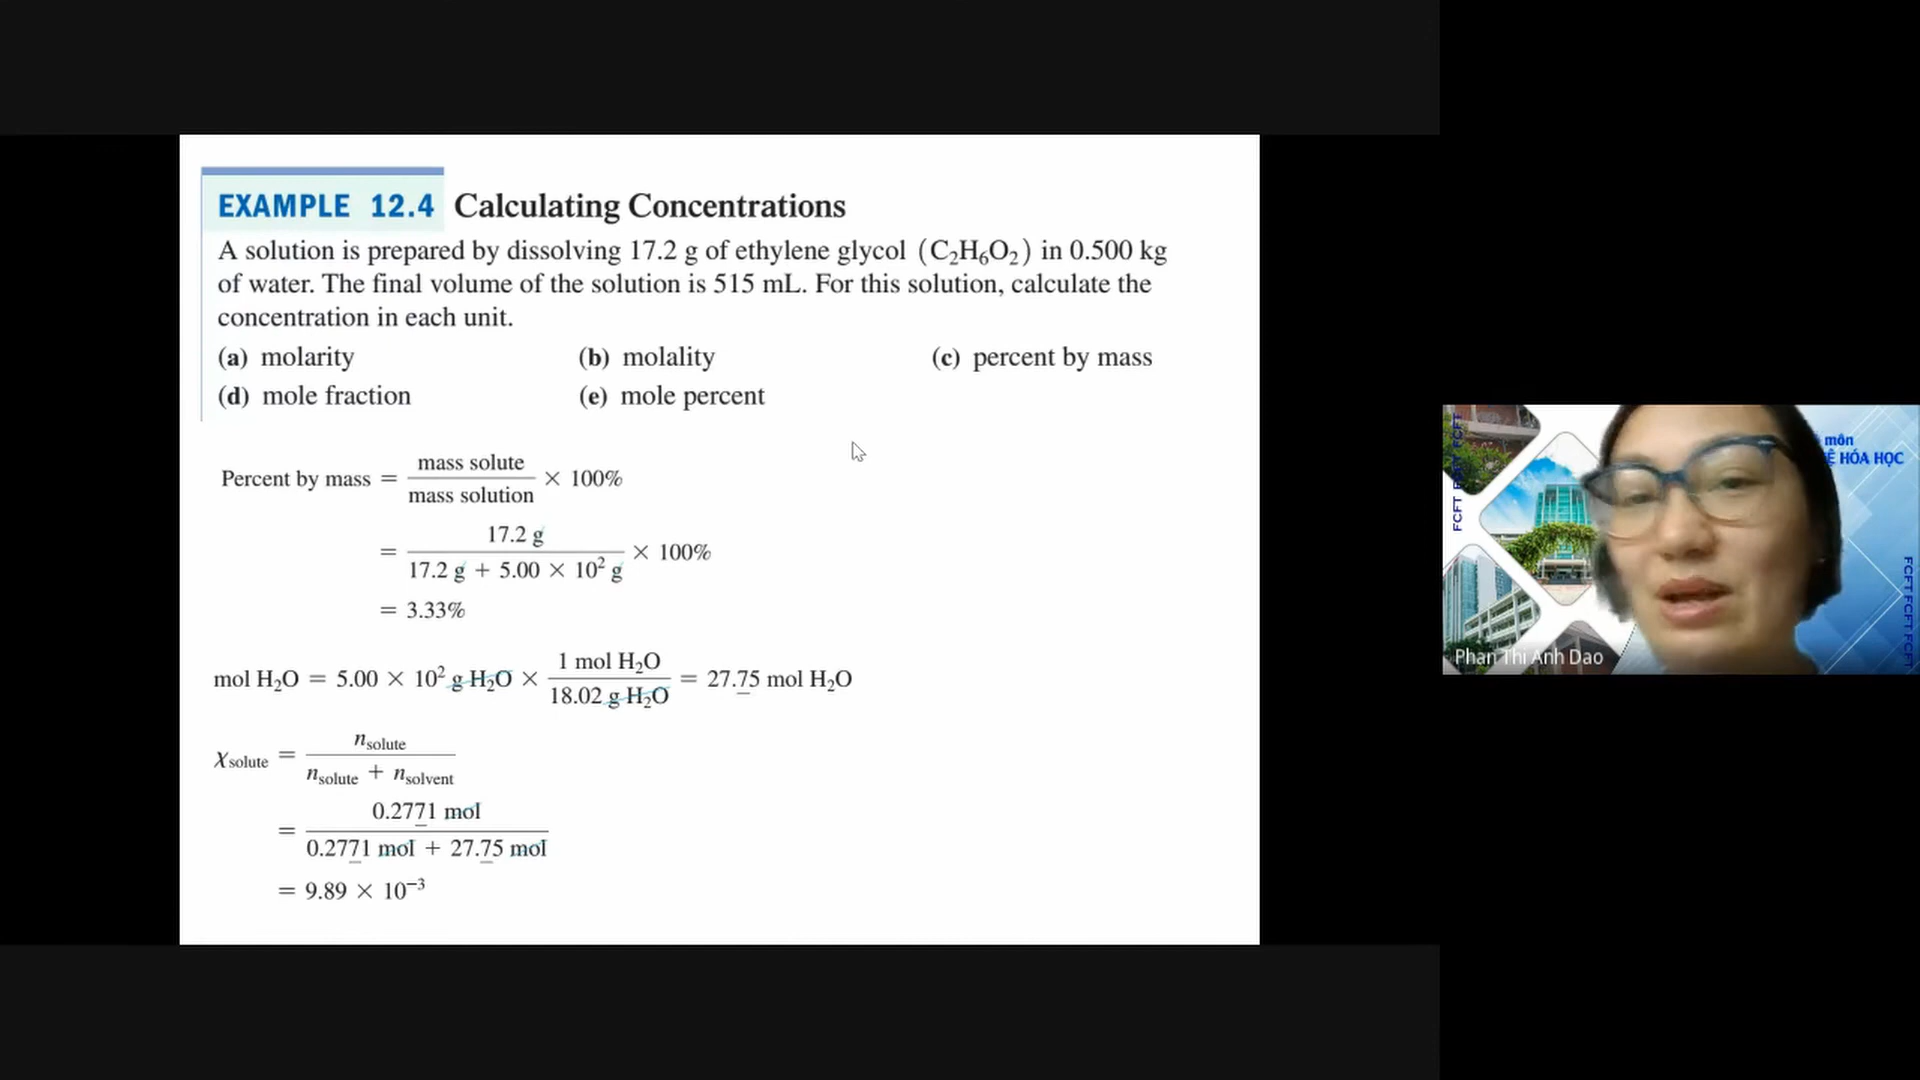 EXAMPLE 12.4 Calculating Concentrations
A solution is prepared by dissolving 17.2 g of ethylene glycol (C₂H₆O₂) in 0.500 kg
of water. The final volume of the solution is 515 mL. For this solution, calculate the
concentration in each unit.
(a) molarity (b) molality (c) percent by mass
(d) mole fraction (e) mole percent
Percent by mass = mass solute / mass solution × 100%
= 17.2 g / 17.2 g + 5.00 × 10² g × 100%
= 3.33%
mol H₂O = 5.00 × 10² g H₂O × 1 mol H₂O / 18.02 g H₂O = 27.75 mol H₂O
χsolute = nsolute / nsolute + nsolvent
= 0.2771 mol / 0.2771 mol + 27.75 mol
= 9.89 × 10⁻³
môn
Ệ HÓA HỌC
FCFT FCFT FCFT
FCFT FCFT FCFT
Phan Thi Anh Dao